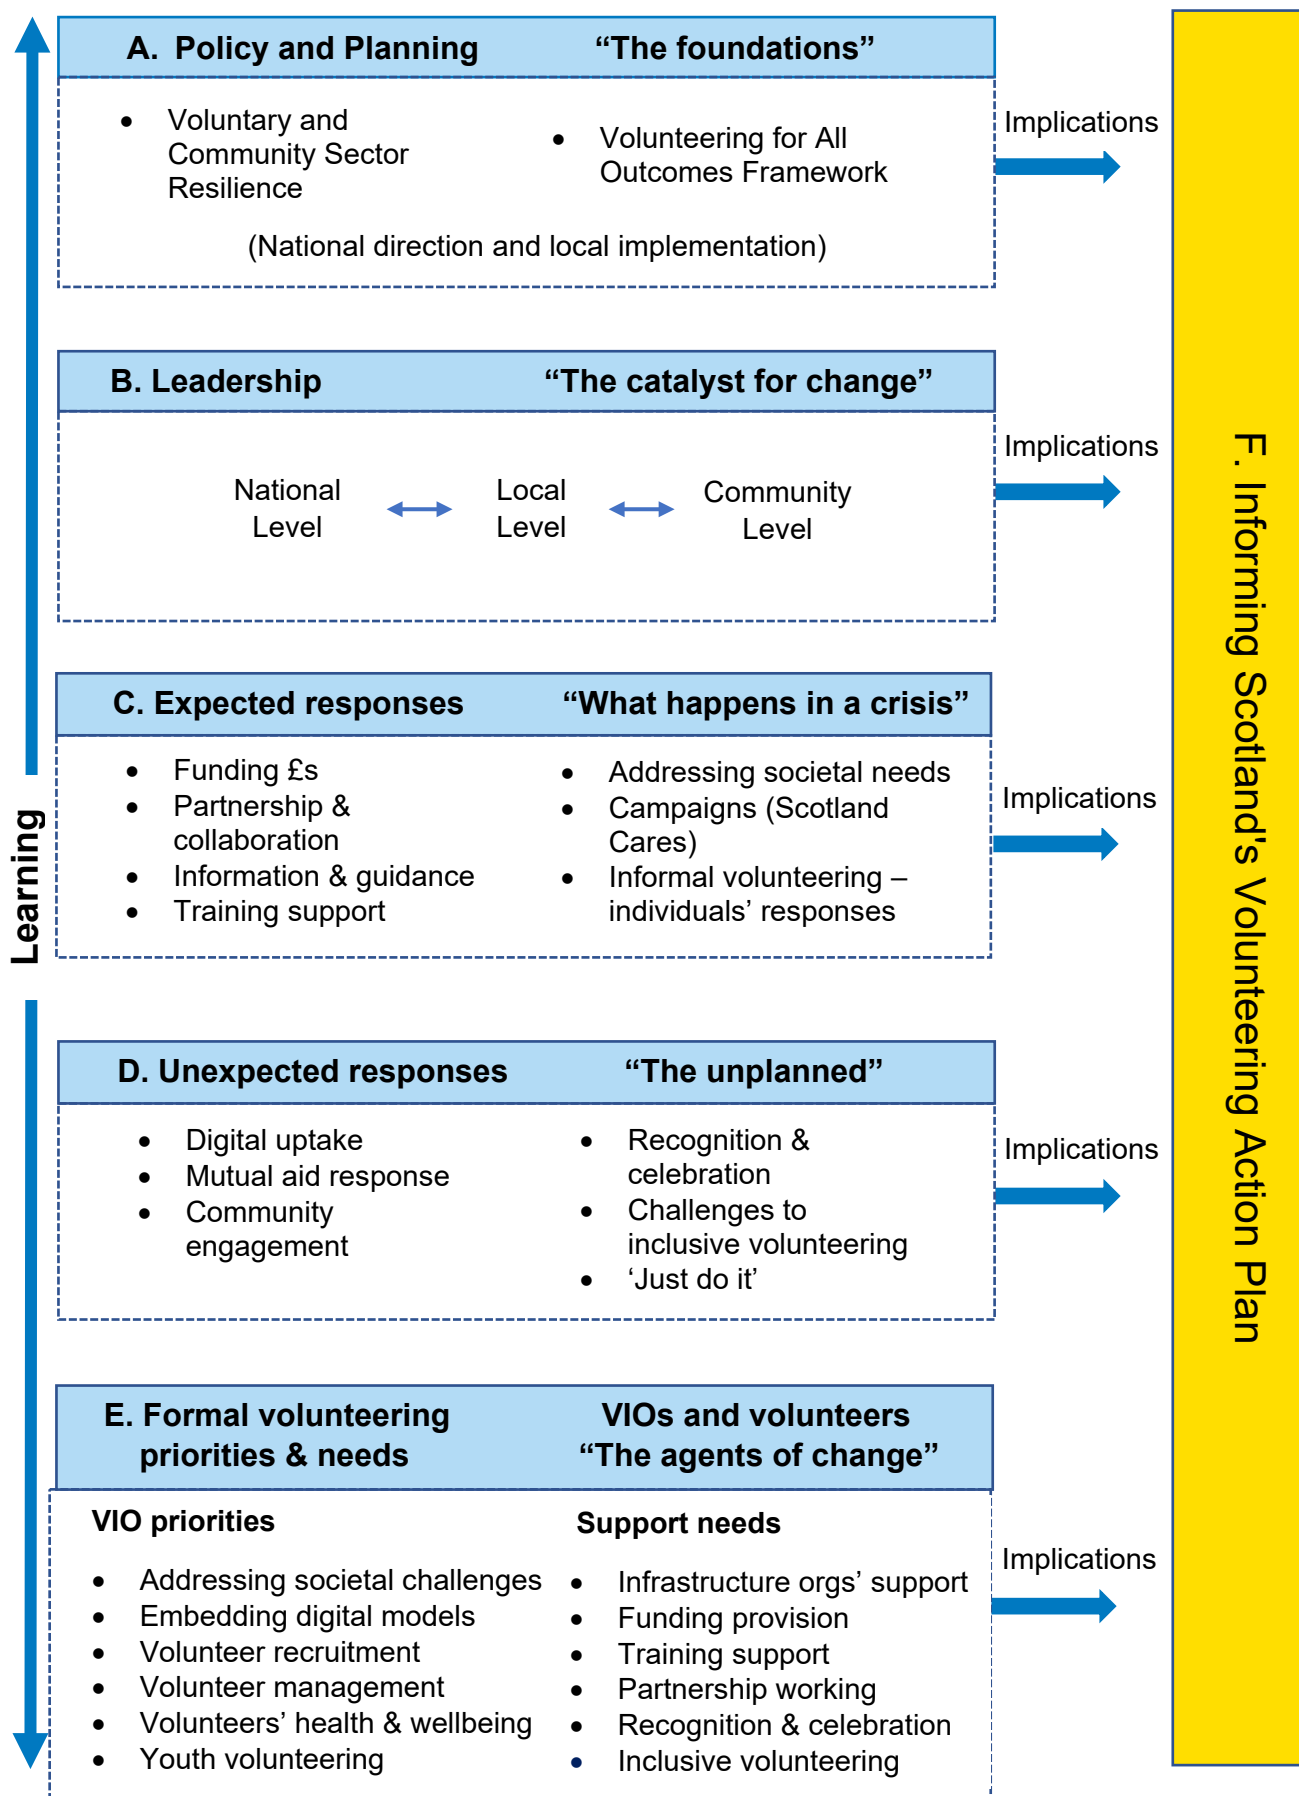 A. Policy and Planning “The foundations”
• Voluntary and
Community Sector
Resilience
• Volunteering for All
Outcomes Framework
(National direction and local implementation)
Implications
B. Leadership “The catalyst for change”
National
Level
Local
Level
Community
Level
Implications
C. Expected responses “What happens in a crisis”
• Funding £s
• Partnership &
collaboration
• Information & guidance
• Training support
• Addressing societal needs
• Campaigns (Scotland
Cares)
• Informal volunteering –
individuals’ responses
Implications
Learning
D. Unexpected responses “The unplanned”
• Digital uptake
• Mutual aid response
• Community
engagement
• Recognition &
celebration
• Challenges to
inclusive volunteering
• ‘Just do it’
Implications
E. Formal volunteering
priorities & needs
VIOs and volunteers
“The agents of change”
VIO priorities
• Addressing societal challenges
• Embedding digital models
• Volunteer recruitment
• Volunteer management
• Volunteers’ health & wellbeing
• Youth volunteering
Support needs
• Infrastructure orgs’ support
• Funding provision
• Training support
• Partnership working
• Recognition & celebration
• Inclusive volunteering
Implications
F. Informing Scotland's Volunteering Action Plan